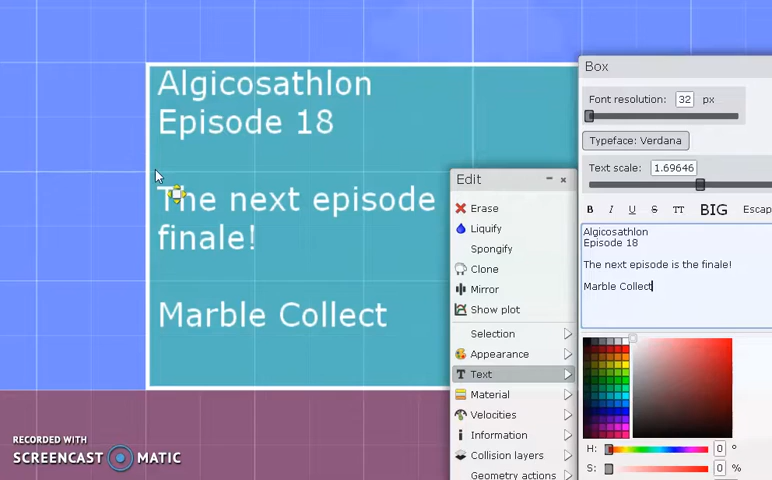 Algicosathlon
Episode 18
The next episode
finale!
Marble Collect
Edit
Erase
Liquify
Spongify
Clone
Mirror
Show plot
Selection
Appearance
Text
Material
Velocities
Information
Collision layers
Geometry actions
Box
Font resolution: 32 px
Typeface: Verdana
Text scale: 1.69646
B I U S TT BIG Escap
Algicosathlon
Episode 18
The next episode is the finale!
Marble Collect
H: 0 °
S: 0 %
RECORDED WITH
SCREENCAST MATIC